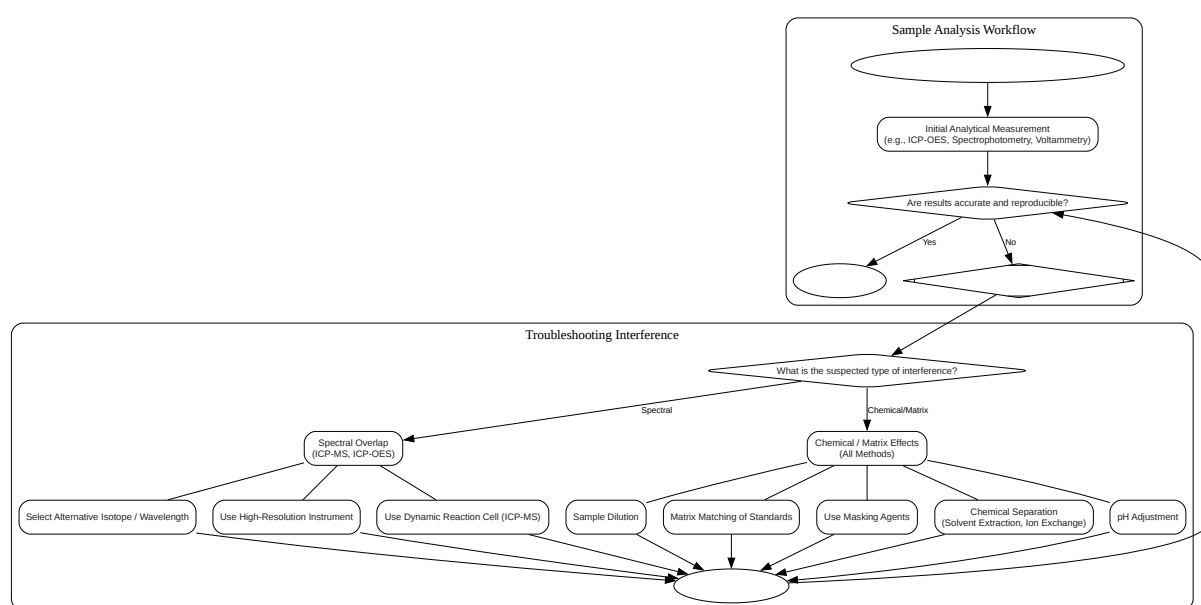 Sample Analysis Workflow
Initial Analytical Measurement
(e.g., ICP-OES, Spectrophotometry, Voltammetry)
Are results accurate and reproducible?
Yes
No
Troubleshooting Interference
What is the suspected type of interference?
Spectral
Chemical/Matrix
Spectral Overlap
(ICP-MS, ICP-OES)
Chemical / Matrix Effects
(All Methods)
Select Alternative Isotope / Wavelength
Use High-Resolution Instrument
Use Dynamic Reaction Cell (ICP-MS)
Sample Dilution
Matrix Matching of Standards
Use Masking Agents
Chemical Separation
(Solvent Extraction, Ion Exchange)
pH Adjustment